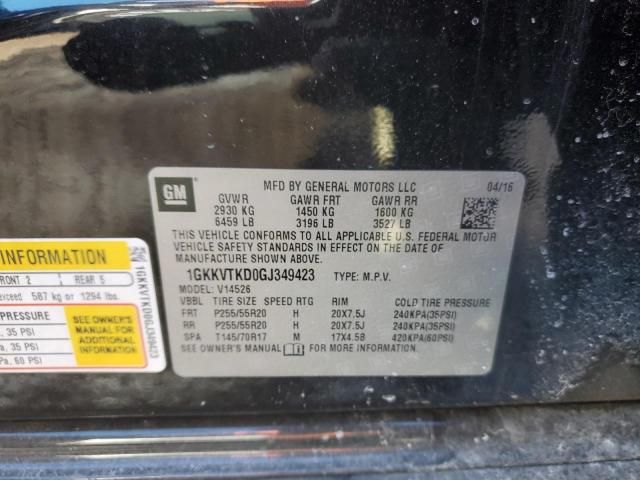 GM
MFD BY GENERAL MOTORS LLC 04/16
GVWR GAWR FRT GAWR RR
2930 KG 1450 KG 1600 KG
6459 LB 3196 LB 3527 LB
THIS VEHICLE CONFORMS TO ALL APPLICABLE U.S. FEDERAL MOTOR
VEHICLE SAFETY STANDARDS IN EFFECT ON THE DATE OF
MANUFACTURE SHOWN ABOVE.
1GKKVTKD0GJ349423 TYPE: M.P.V.
MODEL: V14526
VBBL TIRE SIZE SPEED RTG RIM COLD TIRE PRESSURE
FRT P255/55R20 H 20X7.5J 240KPA(35PSI)
RR P255/55R20 H 20X7.5J 240KPA(35PSI)
SPA T145/70R17 M 17X4.5B 420KPA(60PSI)
SEE OWNER'S MANUAL FOR MORE INFORMATION.
INFORMATION
FRONT 2 REAR 5
exceed 587 kg or 1294 lbs.
PRESSURE
35 PSI
35 PSI
60 PSI
SEE OWNER'S
MANUAL FOR
ADDITIONAL
INFORMATION
1GKKVTKD0GJ349423